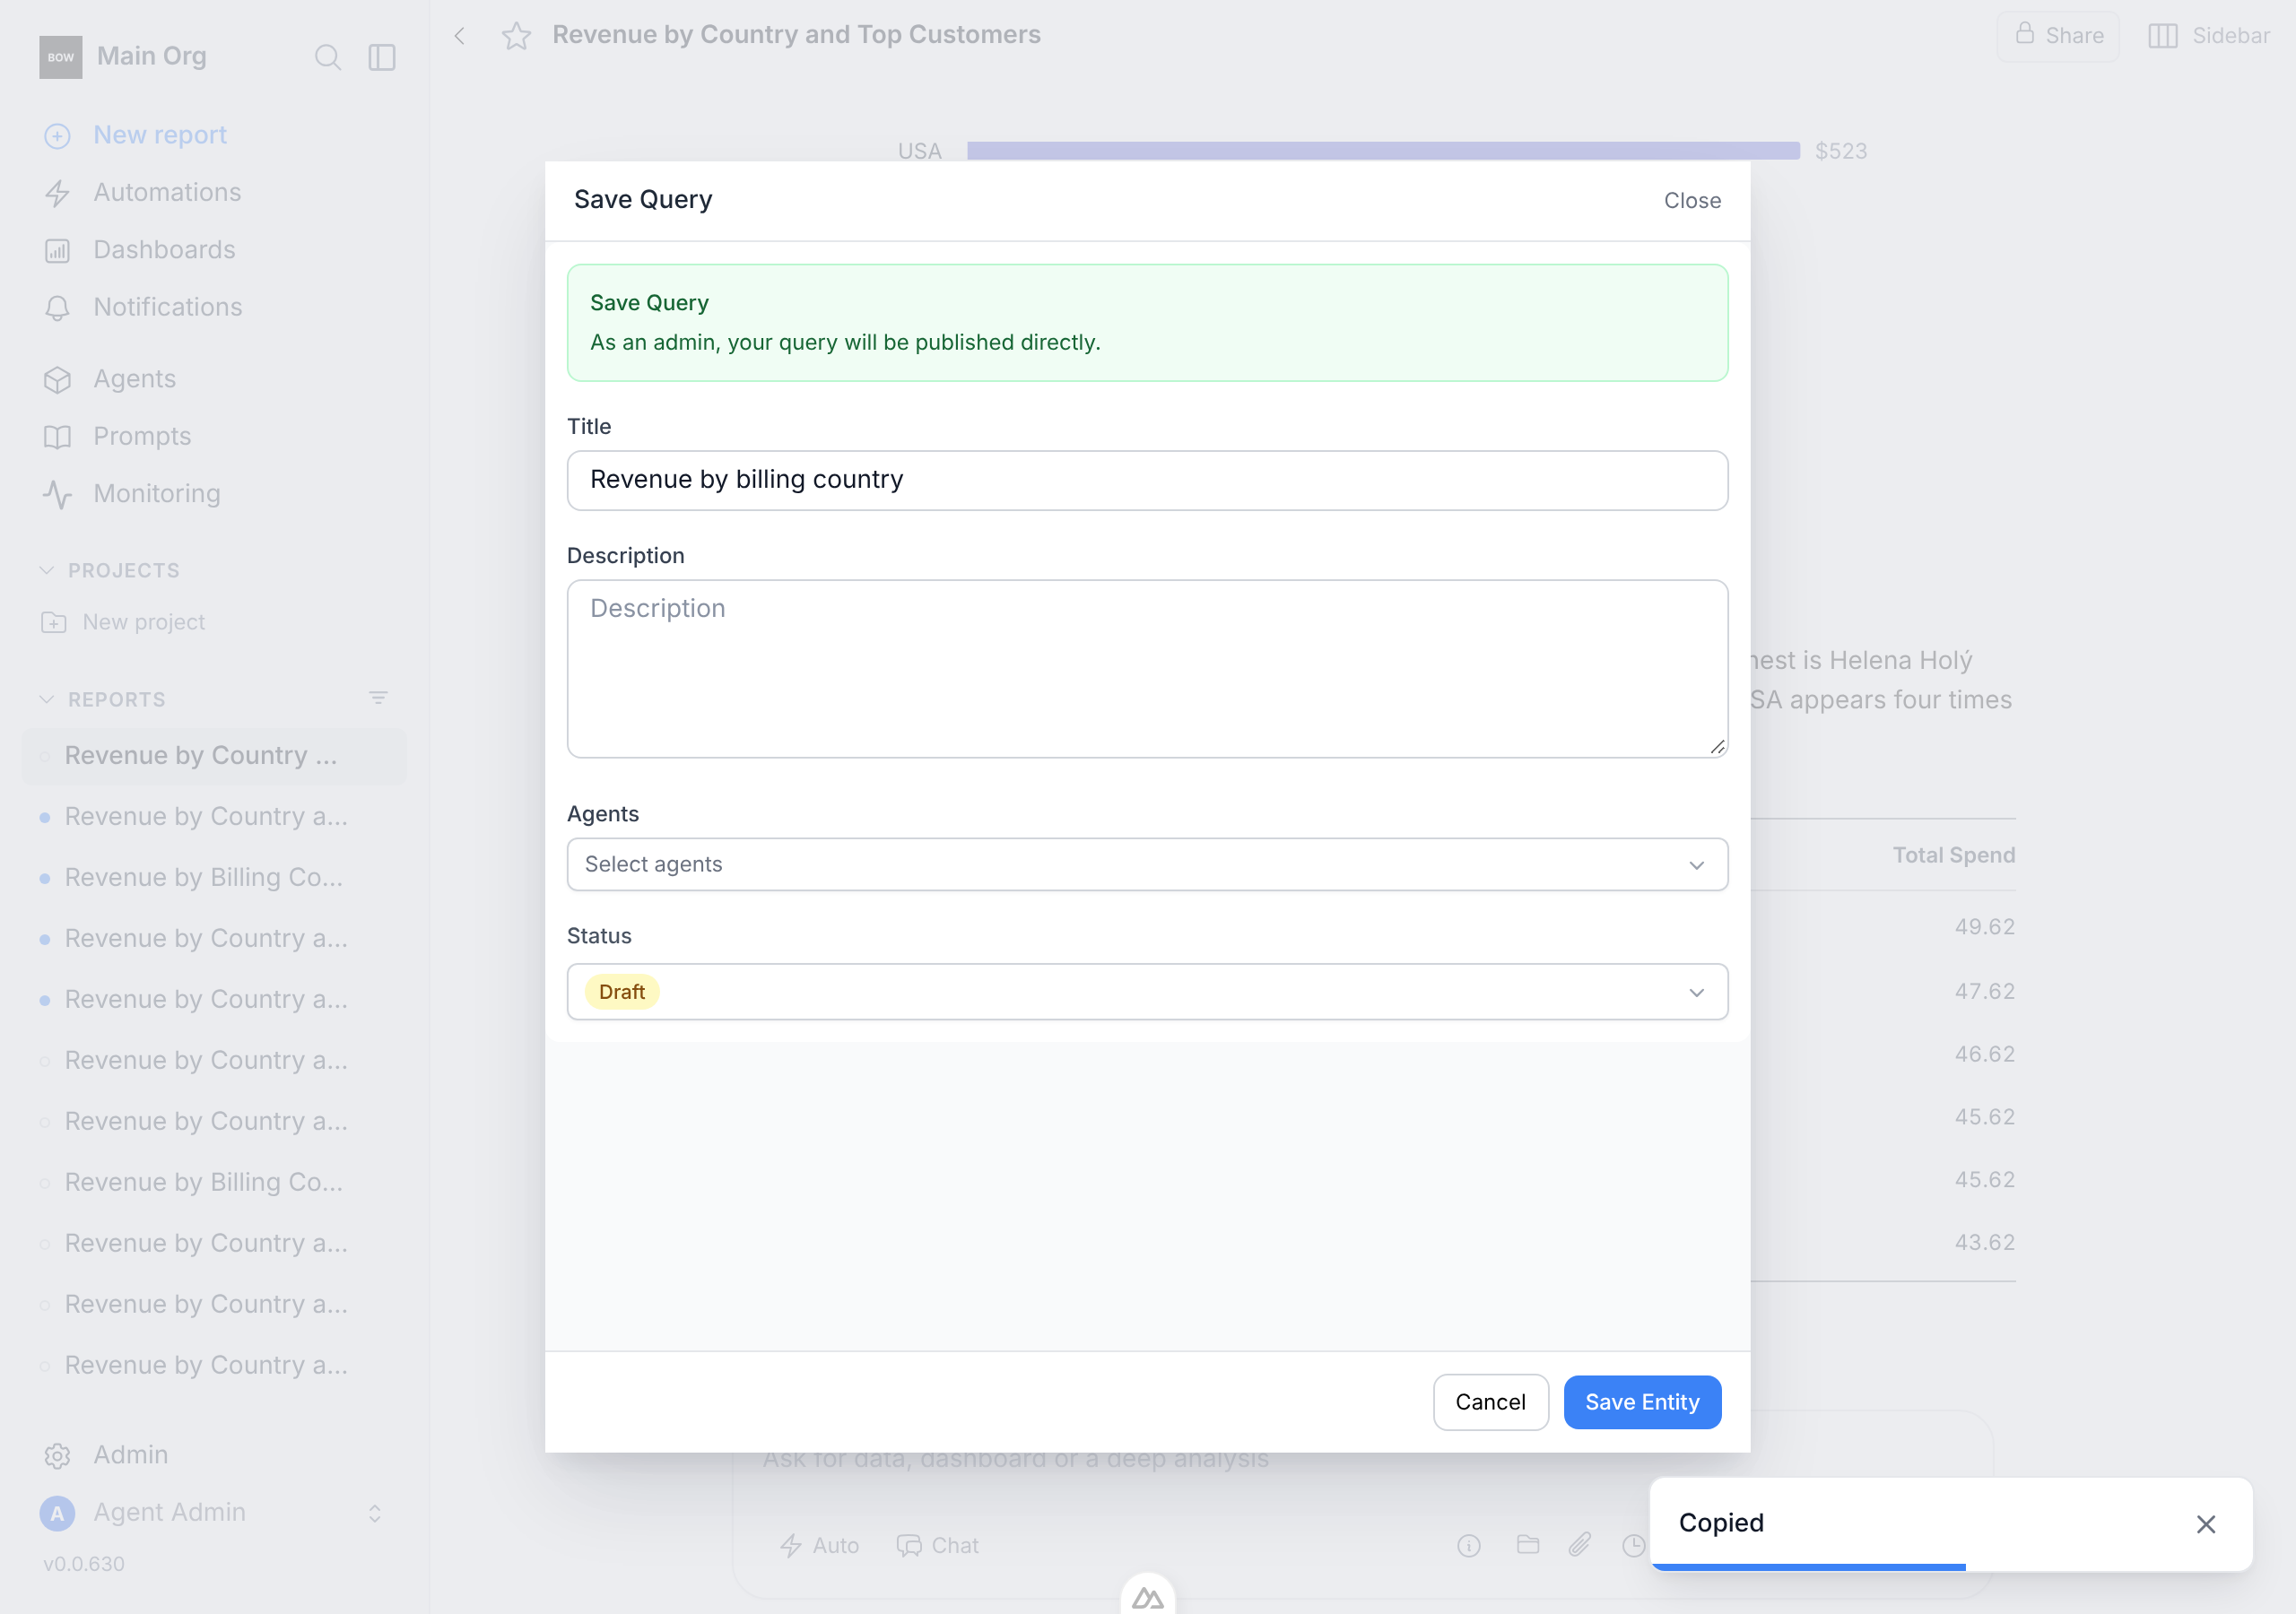 BOW
Main Org
New report
Automations
Dashboards
Notifications
Agents
Prompts
Monitoring
PROJECTS
New project
REPORTS
Revenue by Country ...
Revenue by Country a...
Revenue by Billing Co...
Revenue by Country a...
Revenue by Country a...
Revenue by Country a...
Revenue by Country a...
Revenue by Billing Co...
Revenue by Country a...
Revenue by Country a...
Revenue by Country a...
Admin
A
Agent Admin
v0.0.630
Revenue by Country and Top Customers
Share
Sidebar
USA
$523
Save Query
Close
Save Query
As an admin, your query will be published directly.
Title
Revenue by billing country
Description
Description
Agents
Select agents
Status
Draft
Cancel
Save Entity
is Helena Holý
appears four times
Total Spend
49.62
47.62
46.62
45.62
45.62
43.62
Ask for data, dashboard or a deep analysis
Auto
Chat
Copied